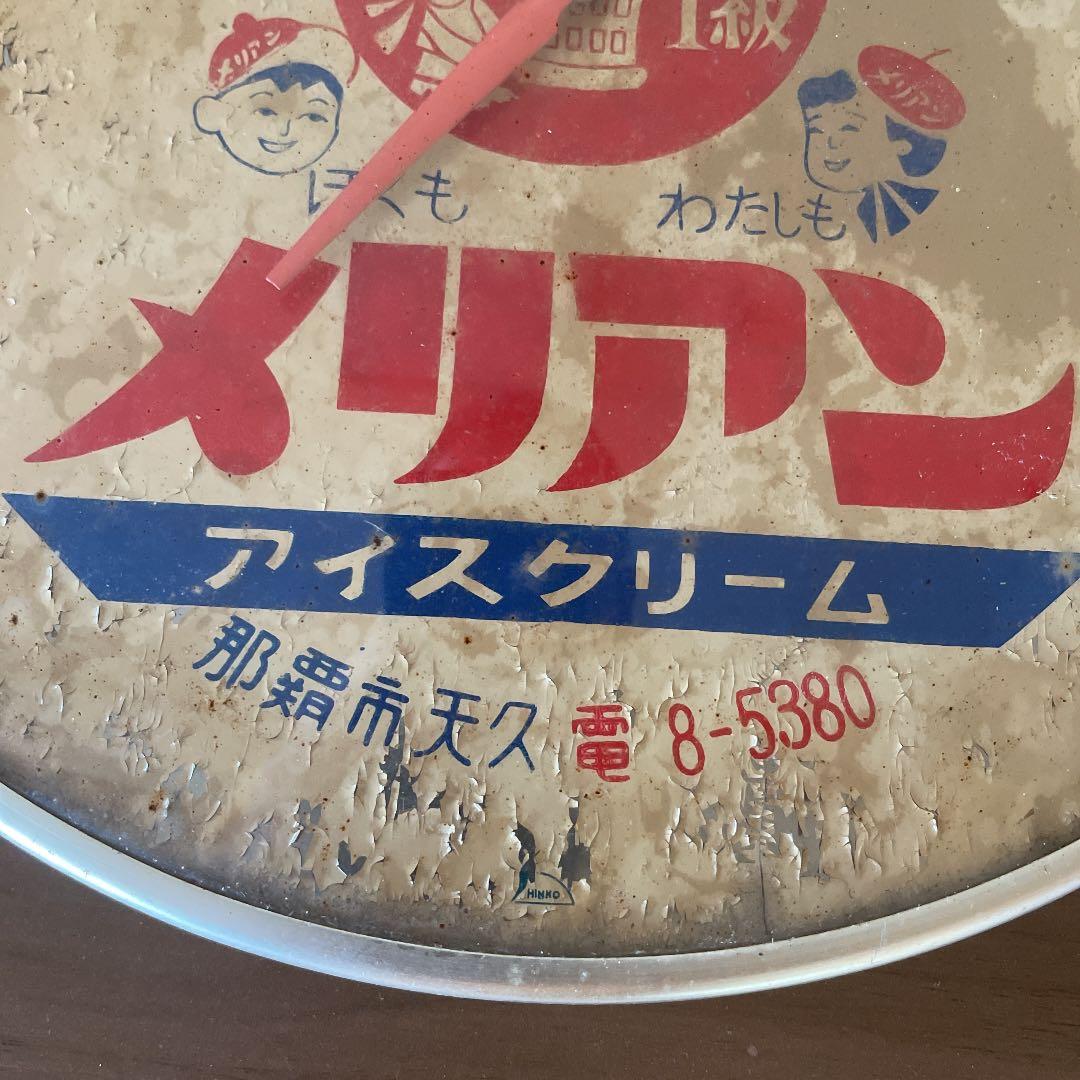 1級
メリアン
メリアン
ぼくも
わたしも
メリアン
アイスクリーム
那覇市天久 電 8-5380
HINKO